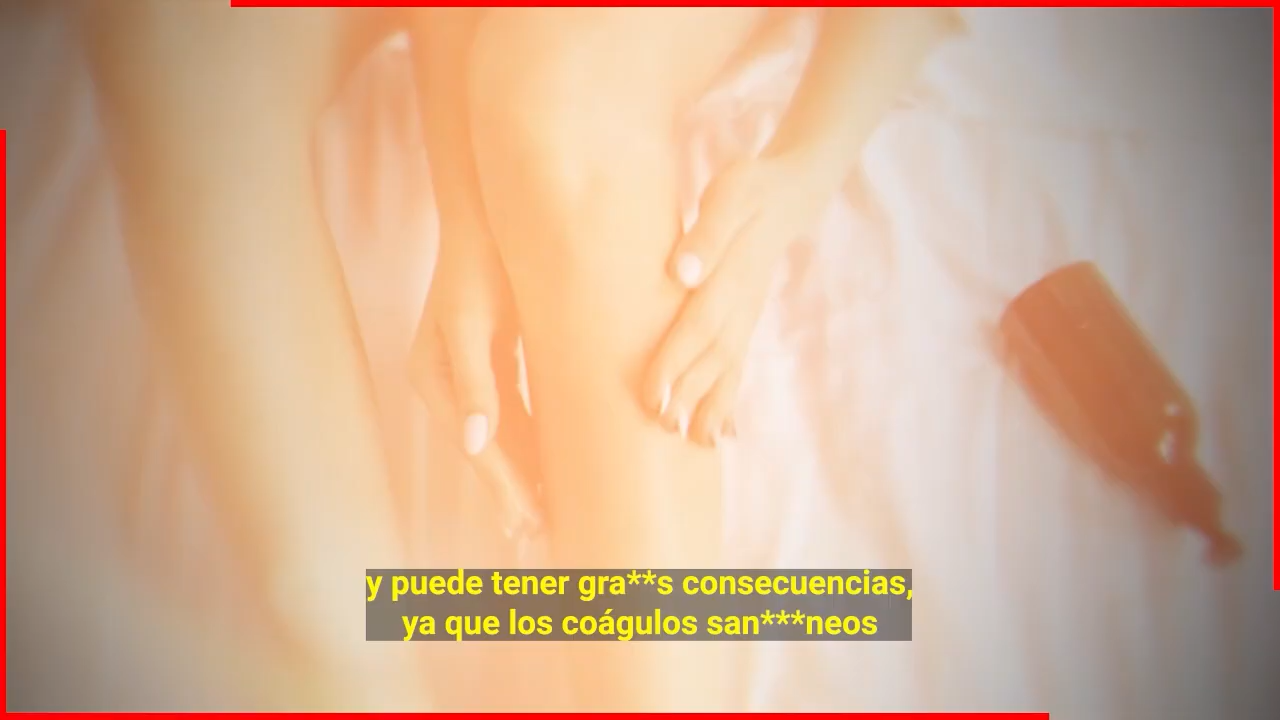 y puede tener gra**s consecuencias,
ya que los coágulos san***neos